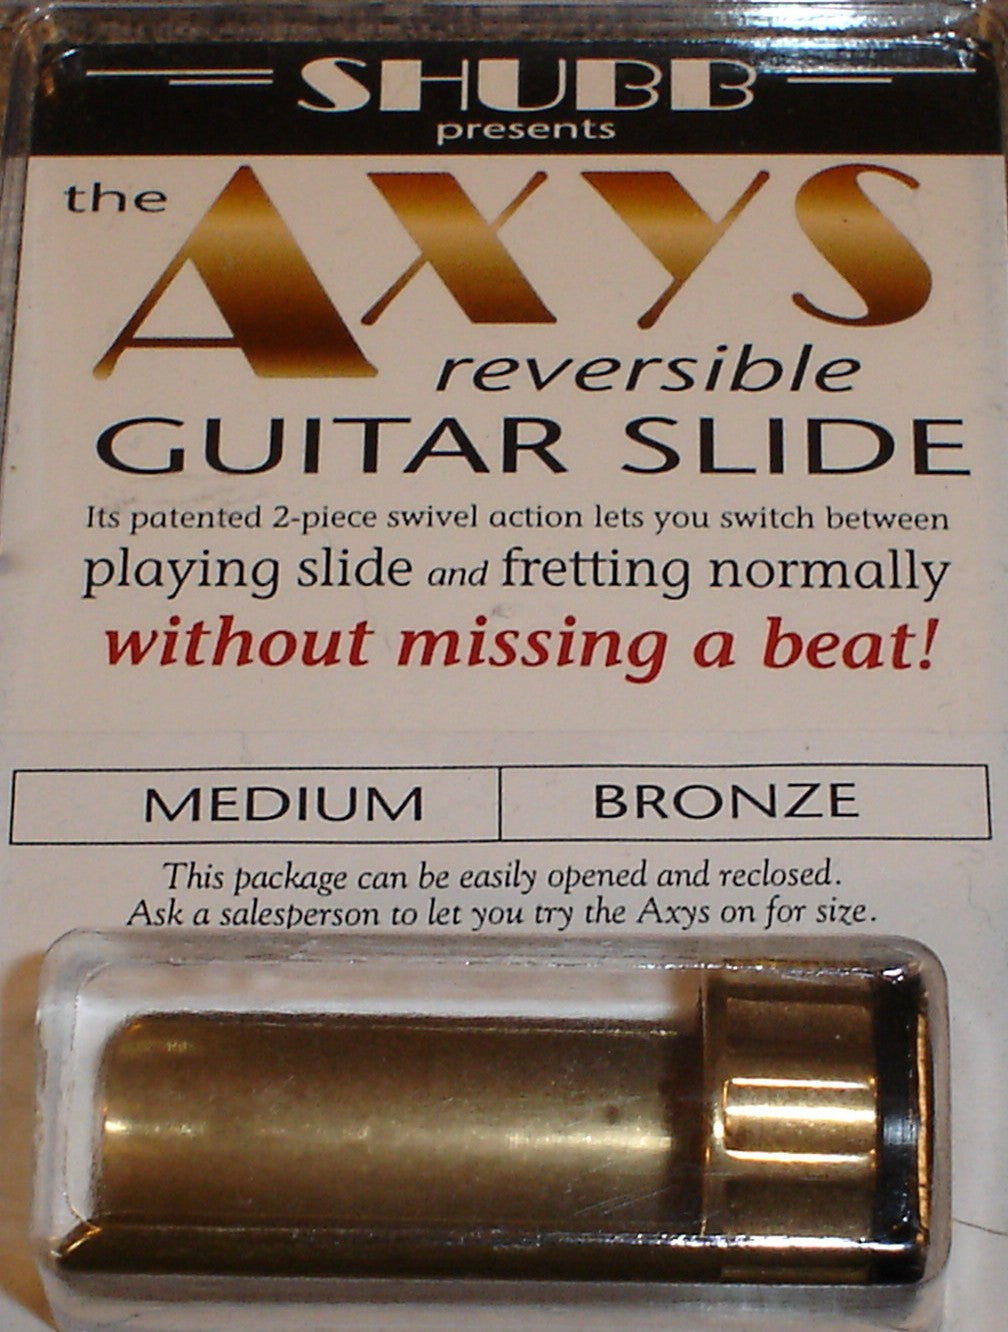 SHUBB
presents
the AXYS
reversible
GUITAR SLIDE
Its patented 2-piece swivel action lets you switch between
playing slide and fretting normally
without missing a beat!
MEDIUM BRONZE
This package can be easily opened and reclosed.
Ask a salesperson to let you try the Axys on for size.